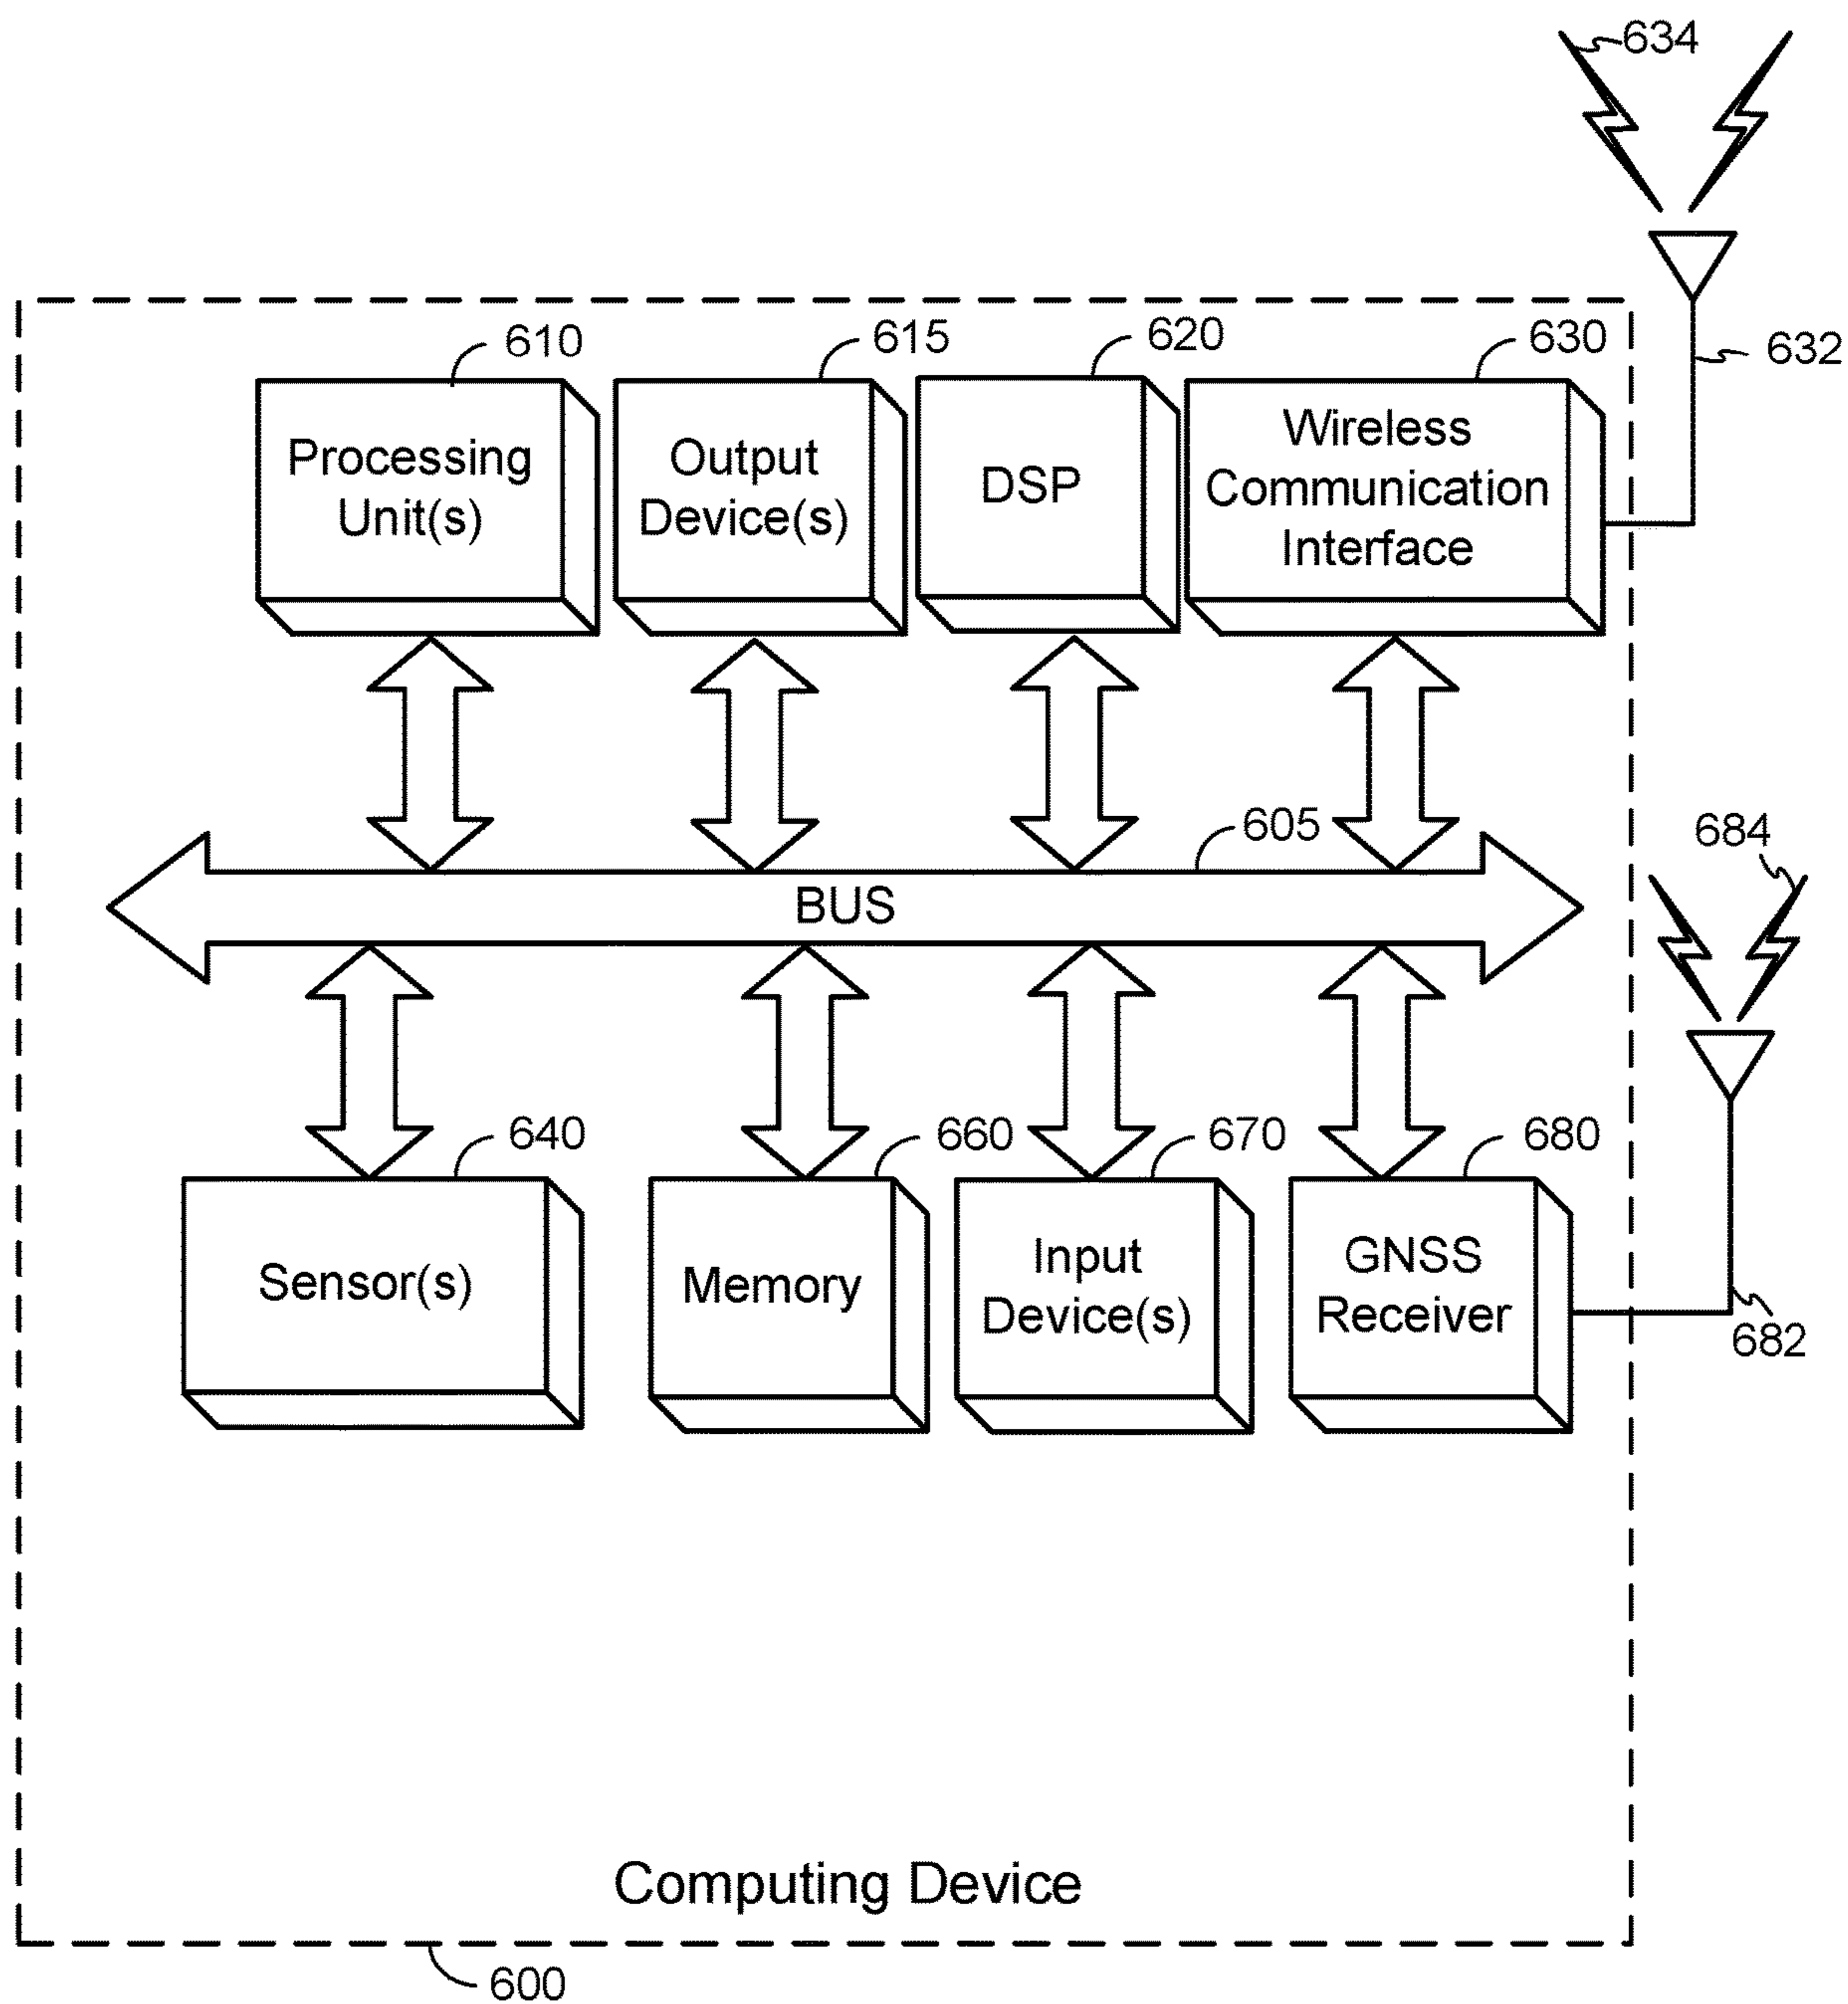 634
610
615
620
630
632
Processing
Unit(s)
Output
Device(s)
DSP
Wireless
Communication
Interface
605
BUS
684
640
660
670
680
Sensor(s)
Memory
Input
Device(s)
GNSS
Receiver
682
Computing Device
600